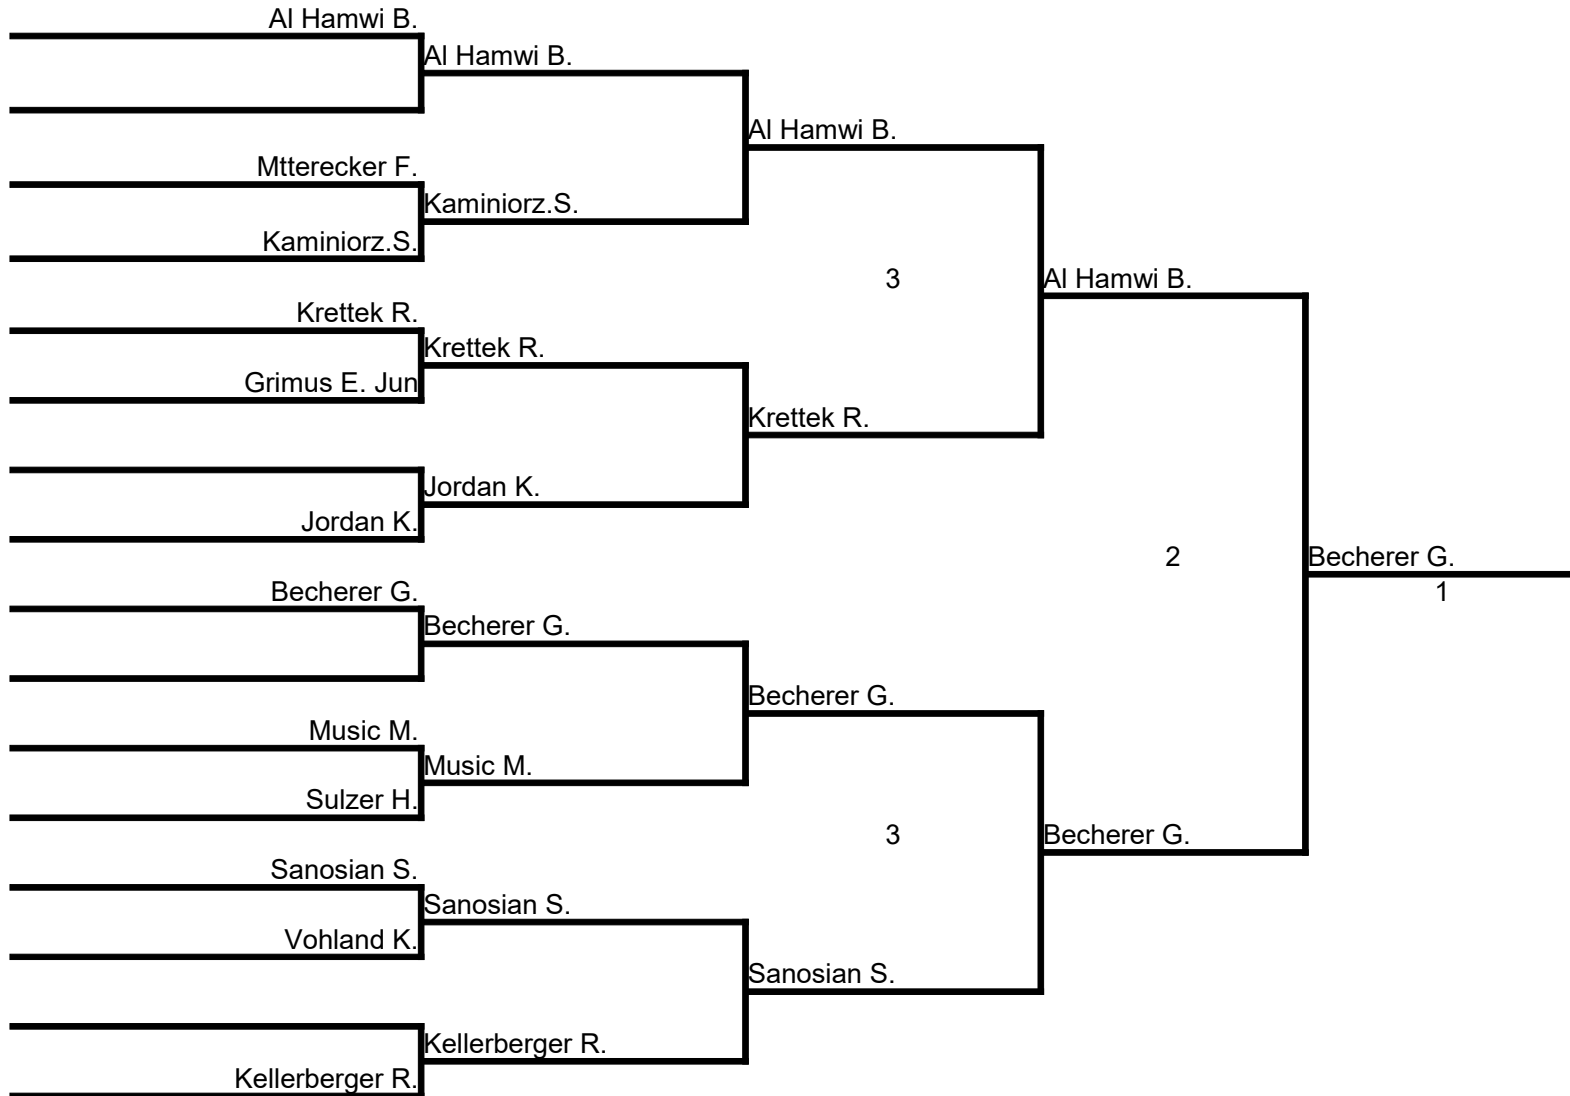 Al Hamwi B.
Al Hamwi B.
Al Hamwi B.
Mtterecker F.
Kaminiorz.S.
Kaminiorz.S.
3
Al Hamwi B.
Krettek R.
Krettek R.
Grimus E. Jun
Krettek R.
Jordan K.
Jordan K.
2
Becherer G.
1
Becherer G.
Becherer G.
Becherer G.
Music M.
Music M.
Sulzer H.
3
Becherer G.
Sanosian S.
Sanosian S.
Vohland K.
Sanosian S.
Kellerberger R.
Kellerberger R.